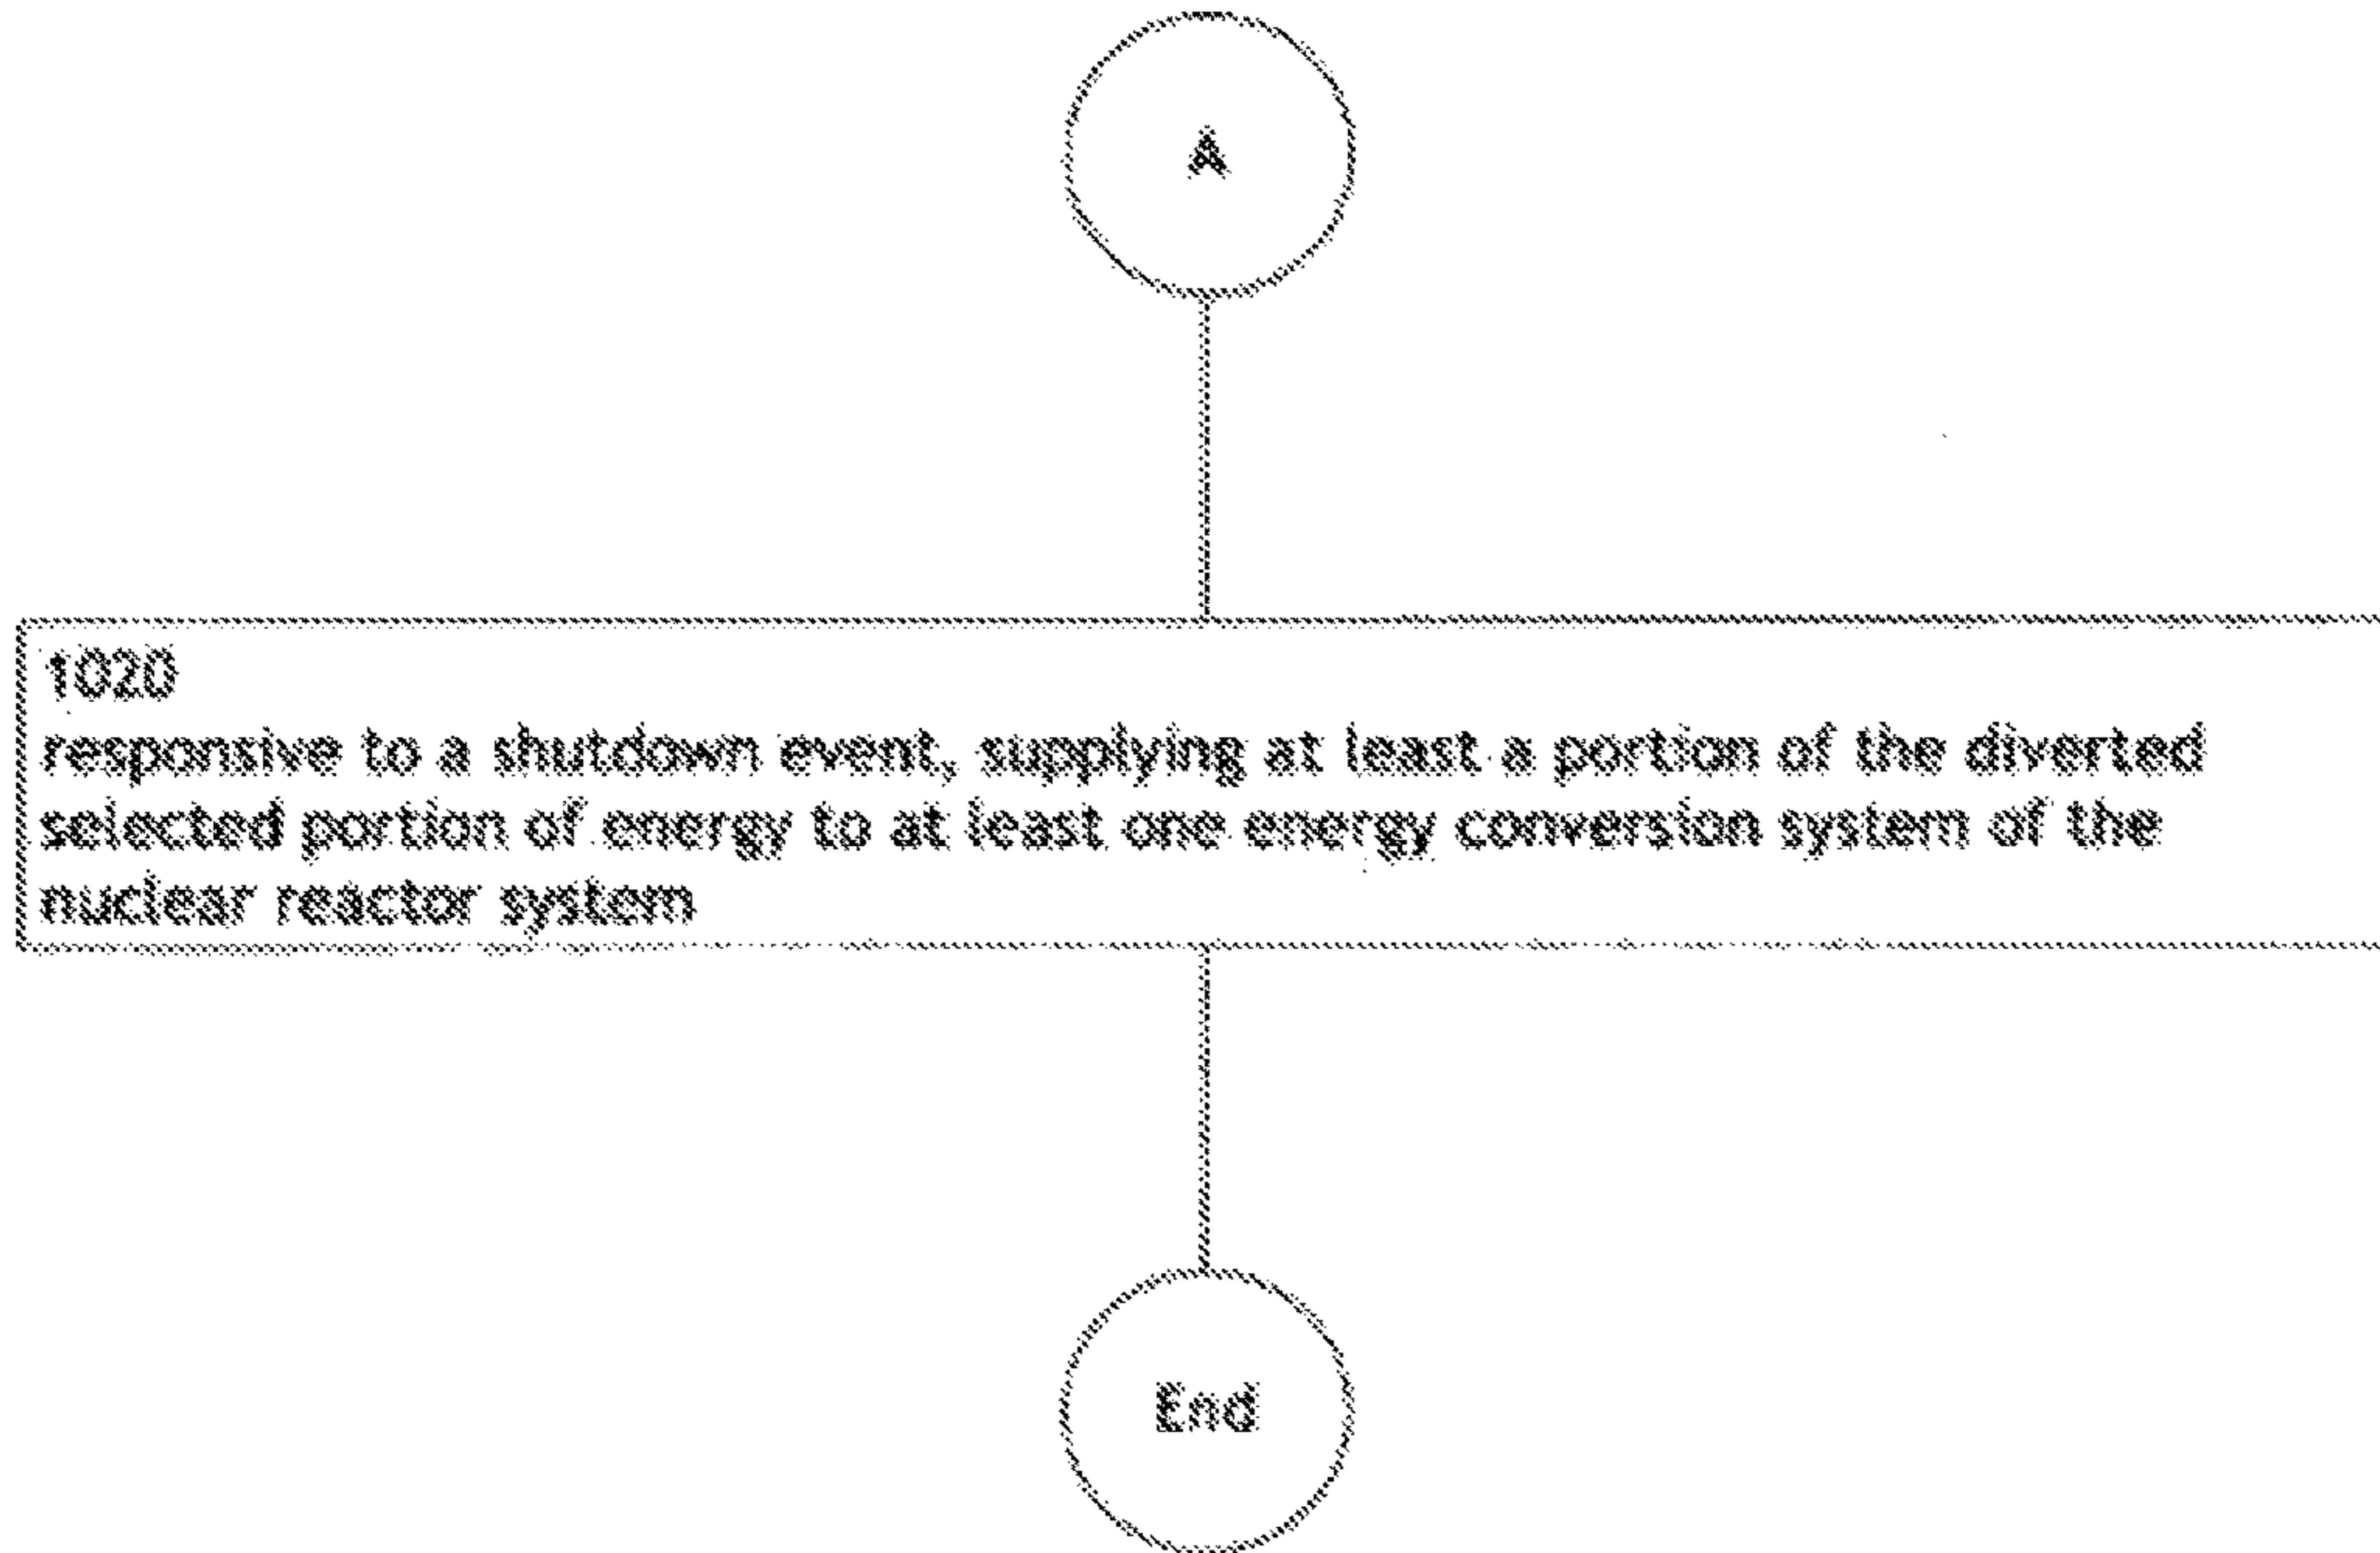 A
1020
responsive to a shutdown event, supplying at least a portion of the diverted
selected portion of energy to at least one energy conversion system of the
nuclear reactor system
End